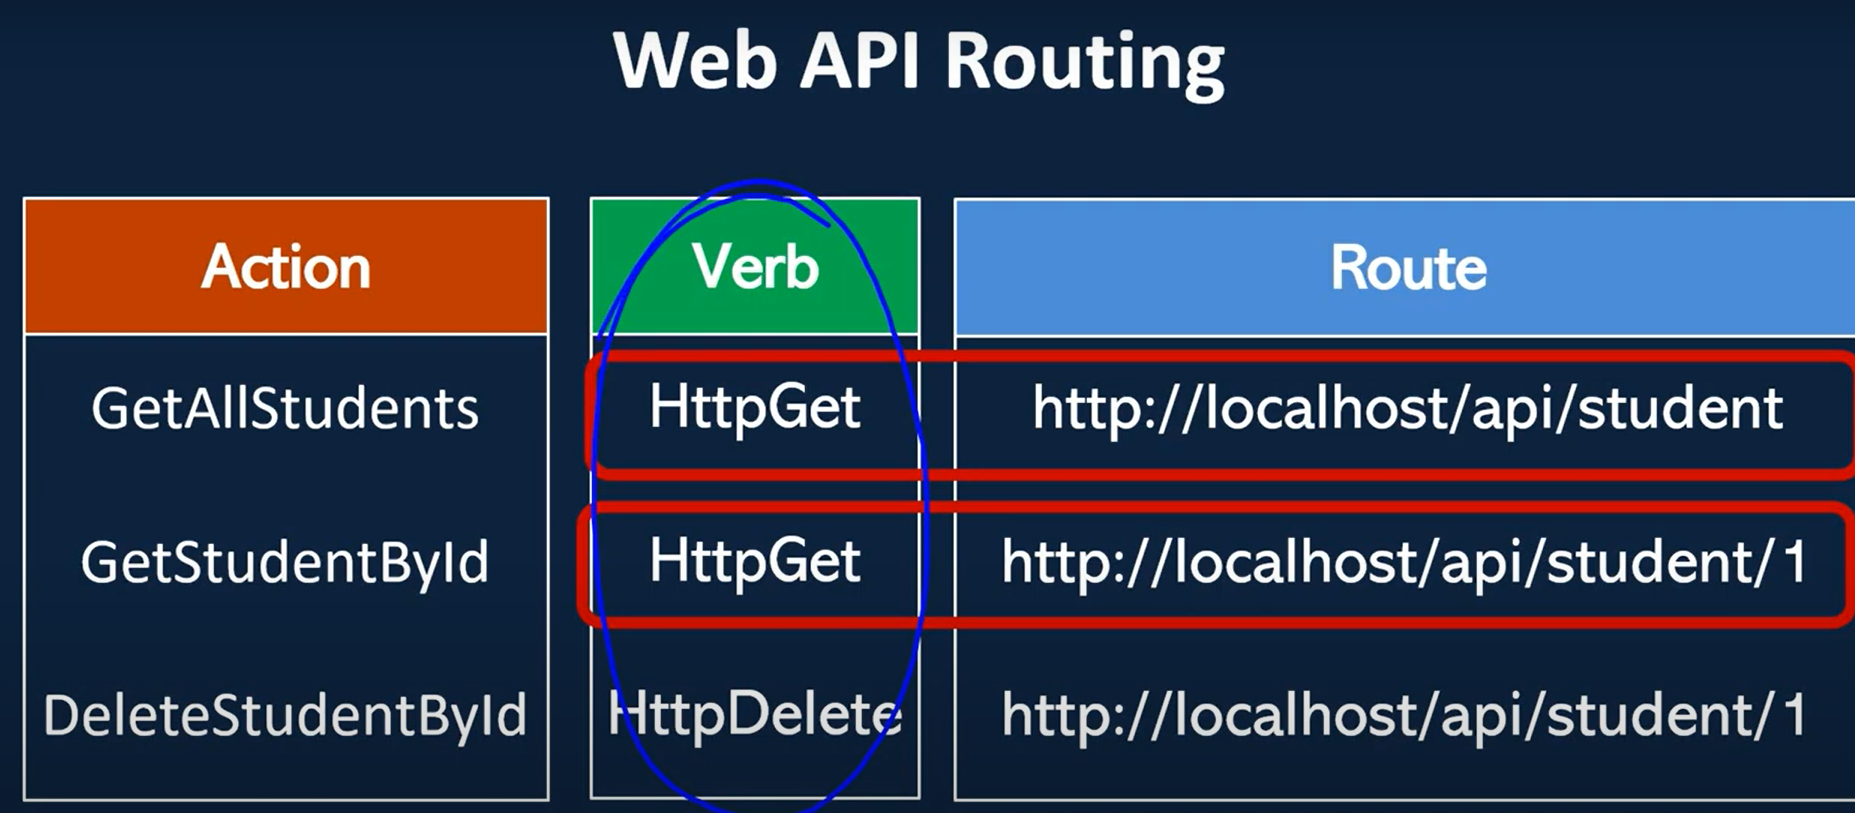 Web API Routing
Action Verb Route
GetAllStudents HttpGet http://localhost/api/student
GetStudentById HttpGet http://localhost/api/student/1
DeleteStudentById HttpDelete http://localhost/api/student/1